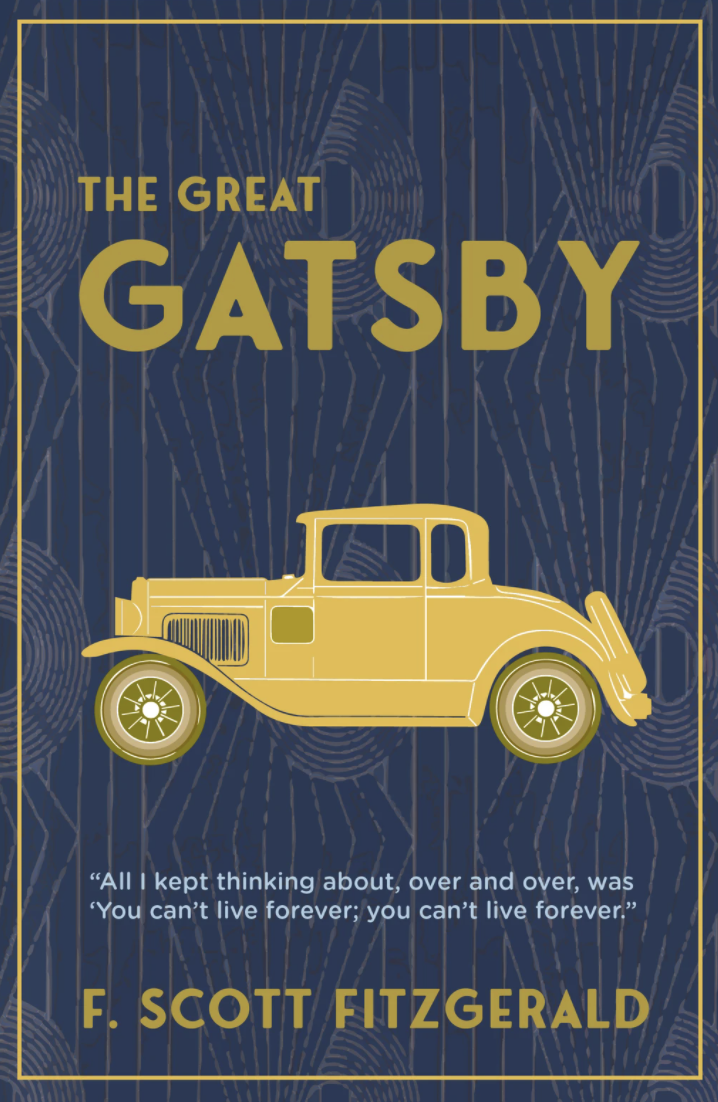 THE GREAT
GATSBY
“All I kept thinking about, over and over, was
‘You can’t live forever; you can’t live forever.”
F. SCOTT FITZGERALD